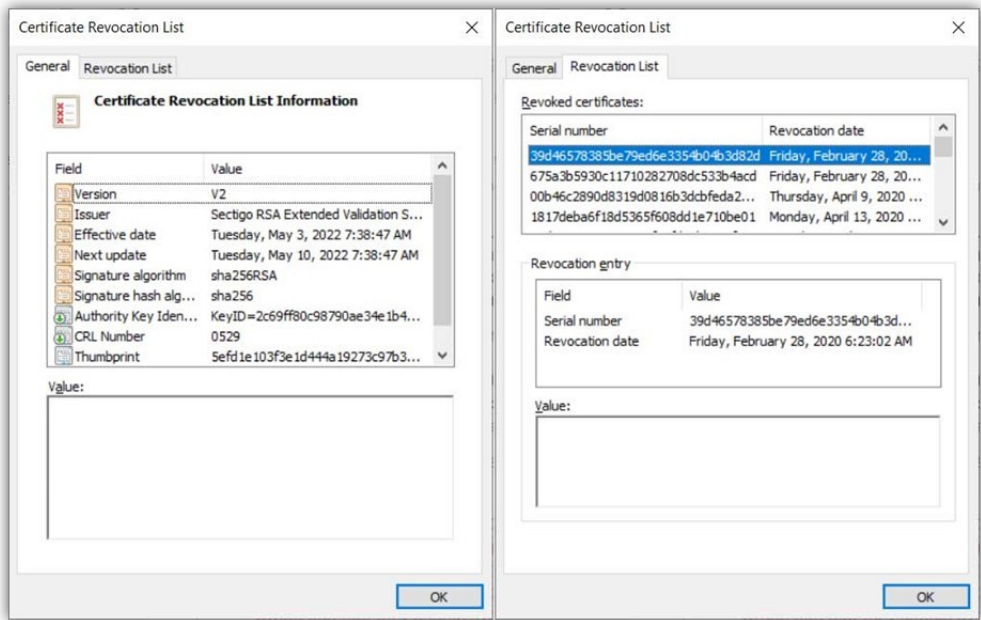 Certificate Revocation List
General Revocation List
Certificate Revocation List Information
Field Value
Version V2
Issuer Sectigo RSA Extended Validation S...
Effective date Tuesday, May 3, 2022 7:38:47 AM
Next update Tuesday, May 10, 2022 7:38:47 AM
Signature algorithm sha256RSA
Signature hash alg... sha256
Authority Key Iden... KeyID=2c69ff80c98790ae34e1b4...
CRL Number 0529
Thumbprint 5efd1e103f3e1d444a19273c97b3...
Value:
OK
Certificate Revocation List
General Revocation List
Revoked certificates:
Serial number Revocation date
39d46578385be79ed6e3354b04b3d82d Friday, February 28, 20...
675a3b5930c11710282708dc533b4acd Friday, February 28, 20...
00b46c2890d8319d0816b3dcbfeda2... Thursday, April 9, 2020 ...
1817deba6f18d5365f608dd1e710be01 Monday, April 13, 2020 ...
Revocation entry
Field Value
Serial number 39d46578385be79ed6e3354b04b3d...
Revocation date Friday, February 28, 2020 6:23:02 AM
Value:
OK